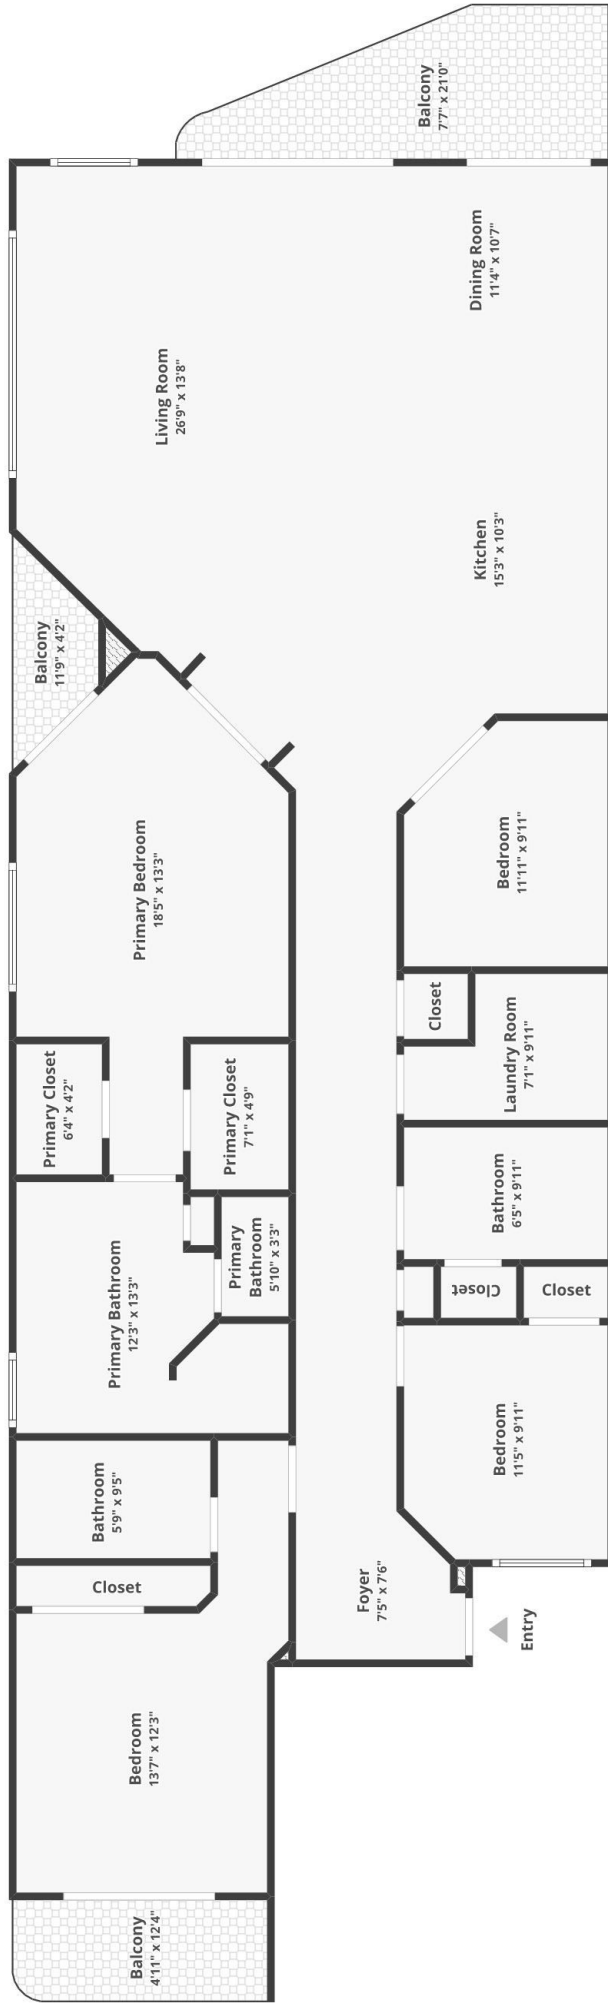 Balcony
7'7" x 21'0"
Dining Room
11'4" x 10'7"
Living Room
26'9" x 13'8"
Kitchen
15'3" x 10'3"
Balcony
11'9" x 4'2"
Primary Bedroom
18'5" x 13'3"
Bedroom
11'11" x 9'11"
Closet
Primary Closet
6'4" x 4'2"
Primary Closet
7'1" x 4'9"
Laundry Room
7'1" x 9'11"
Bathroom
6'5" x 9'11"
Primary
Bathroom
5'10" x 3'3"
Primary Bathroom
12'3" x 13'3"
Closet
Closet
Bedroom
11'5" x 9'11"
Bathroom
5'9" x 9'5"
Closet
Foyer
7'5" x 7'6"
Entry
Bedroom
13'7" x 12'3"
Balcony
4'11" x 12'4"